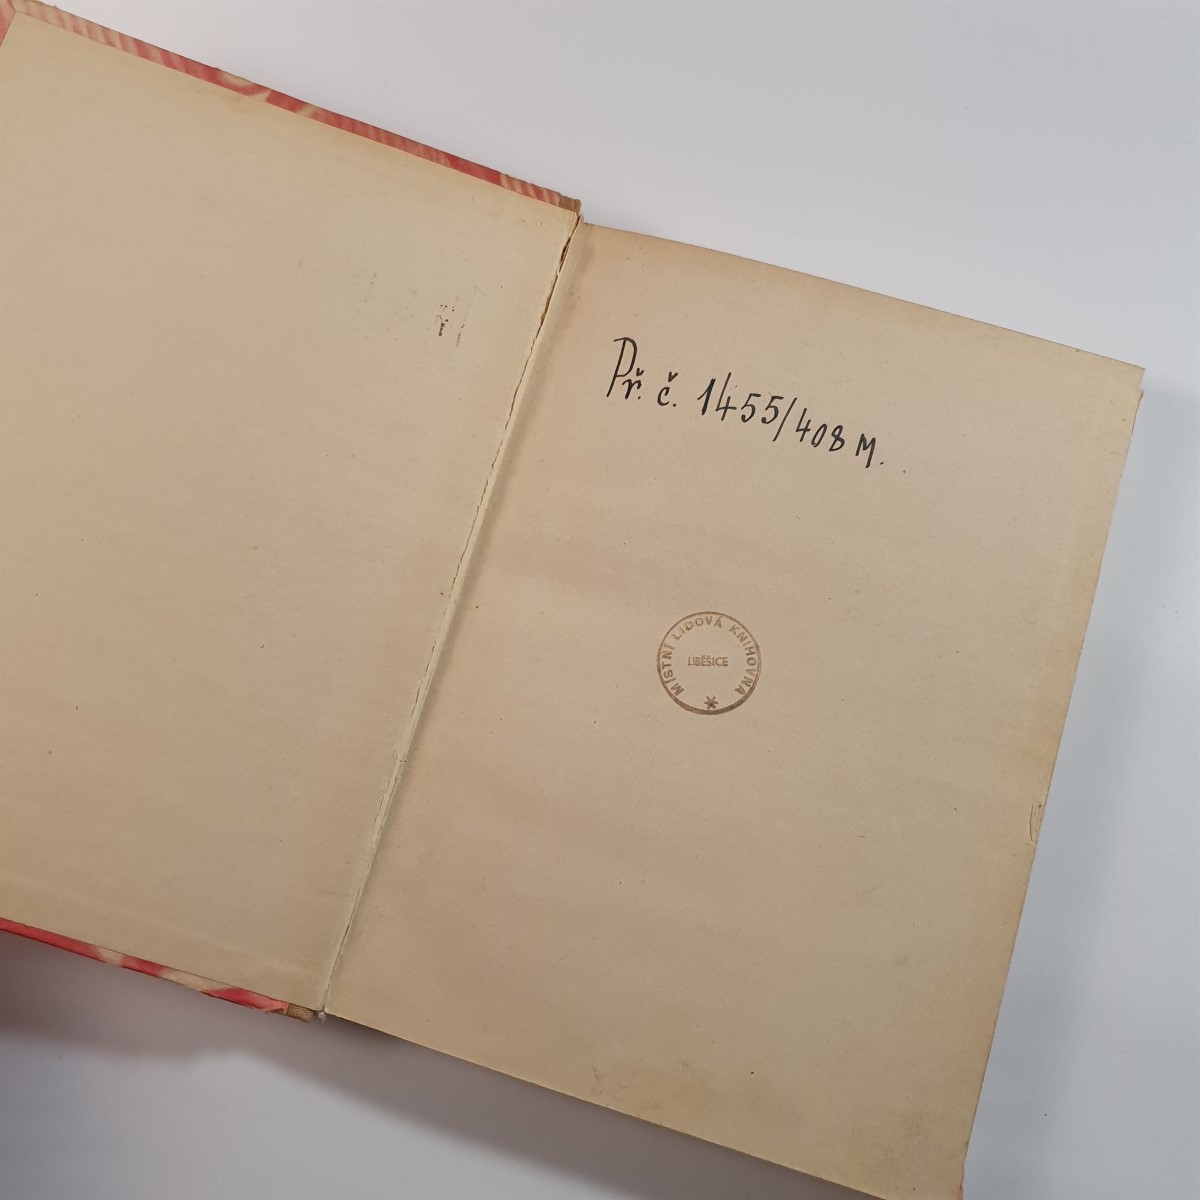 Př. č. 1455/408 M.
MÍSTNÍ LIDOVÁ KNIHOVNA
LIBĚŠICE